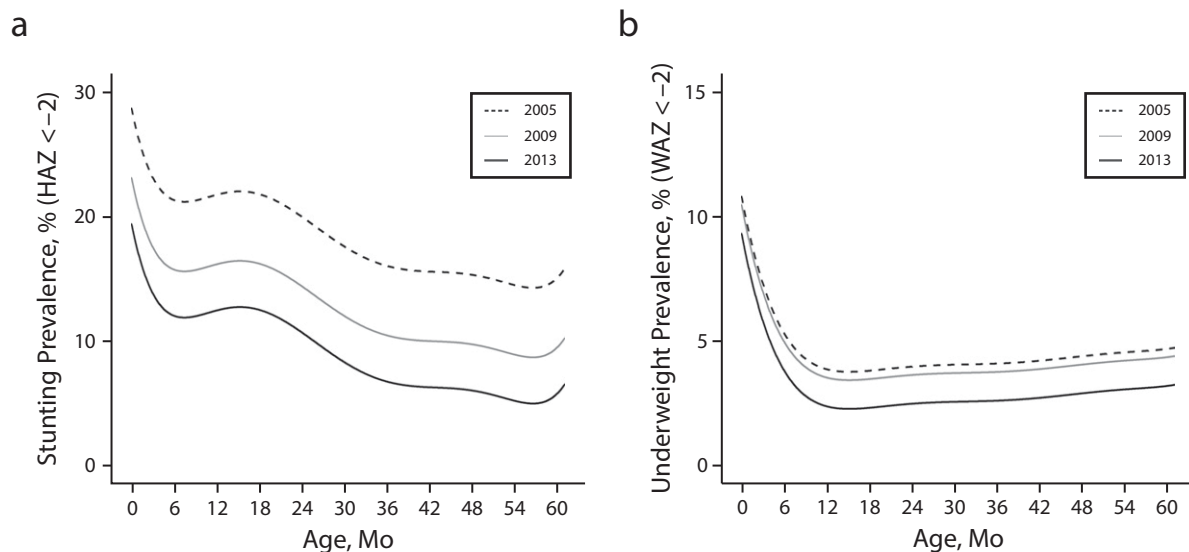 a
Stunting Prevalence, % (HAZ < −2)
30
20
10
0
2005
2009
2013
0 6 12 18 24 30 36 42 48 54 60
Age, Mo
b
Underweight Prevalence, % (WAZ < −2)
15
10
5
0
2005
2009
2013
0 6 12 18 24 30 36 42 48 54 60
Age, Mo